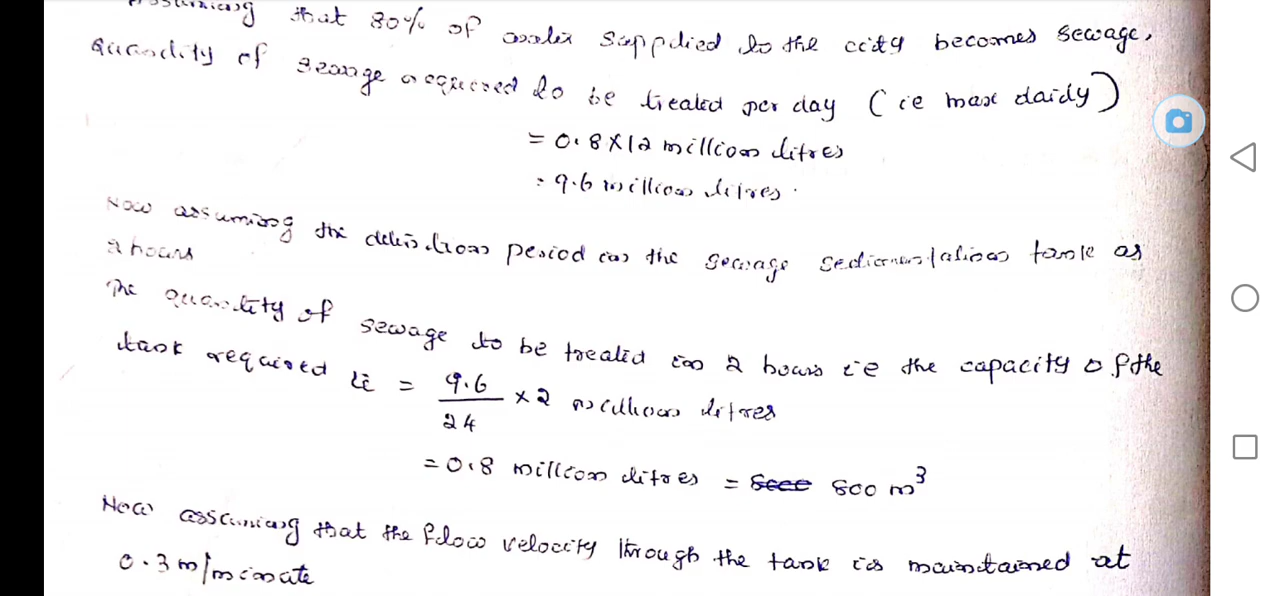 Assuming that 80% of water supplied to the city becomes sewage,
quantity of sewage required to be treated per day (ie max daily)
= 0.8 X 12 million litres
= 9.6 million litres.
Now assuming the detention period in the sewage sedimentation tank as
2 hours
The quantity of sewage to be treated in 2 hours ie the capacity of the
tank required ie = 9.6/24 x 2 million litres
= 0.8 million litres = 800 m³
Now assuming that the flow velocity through the tank is maintained at
0.3 m/minute